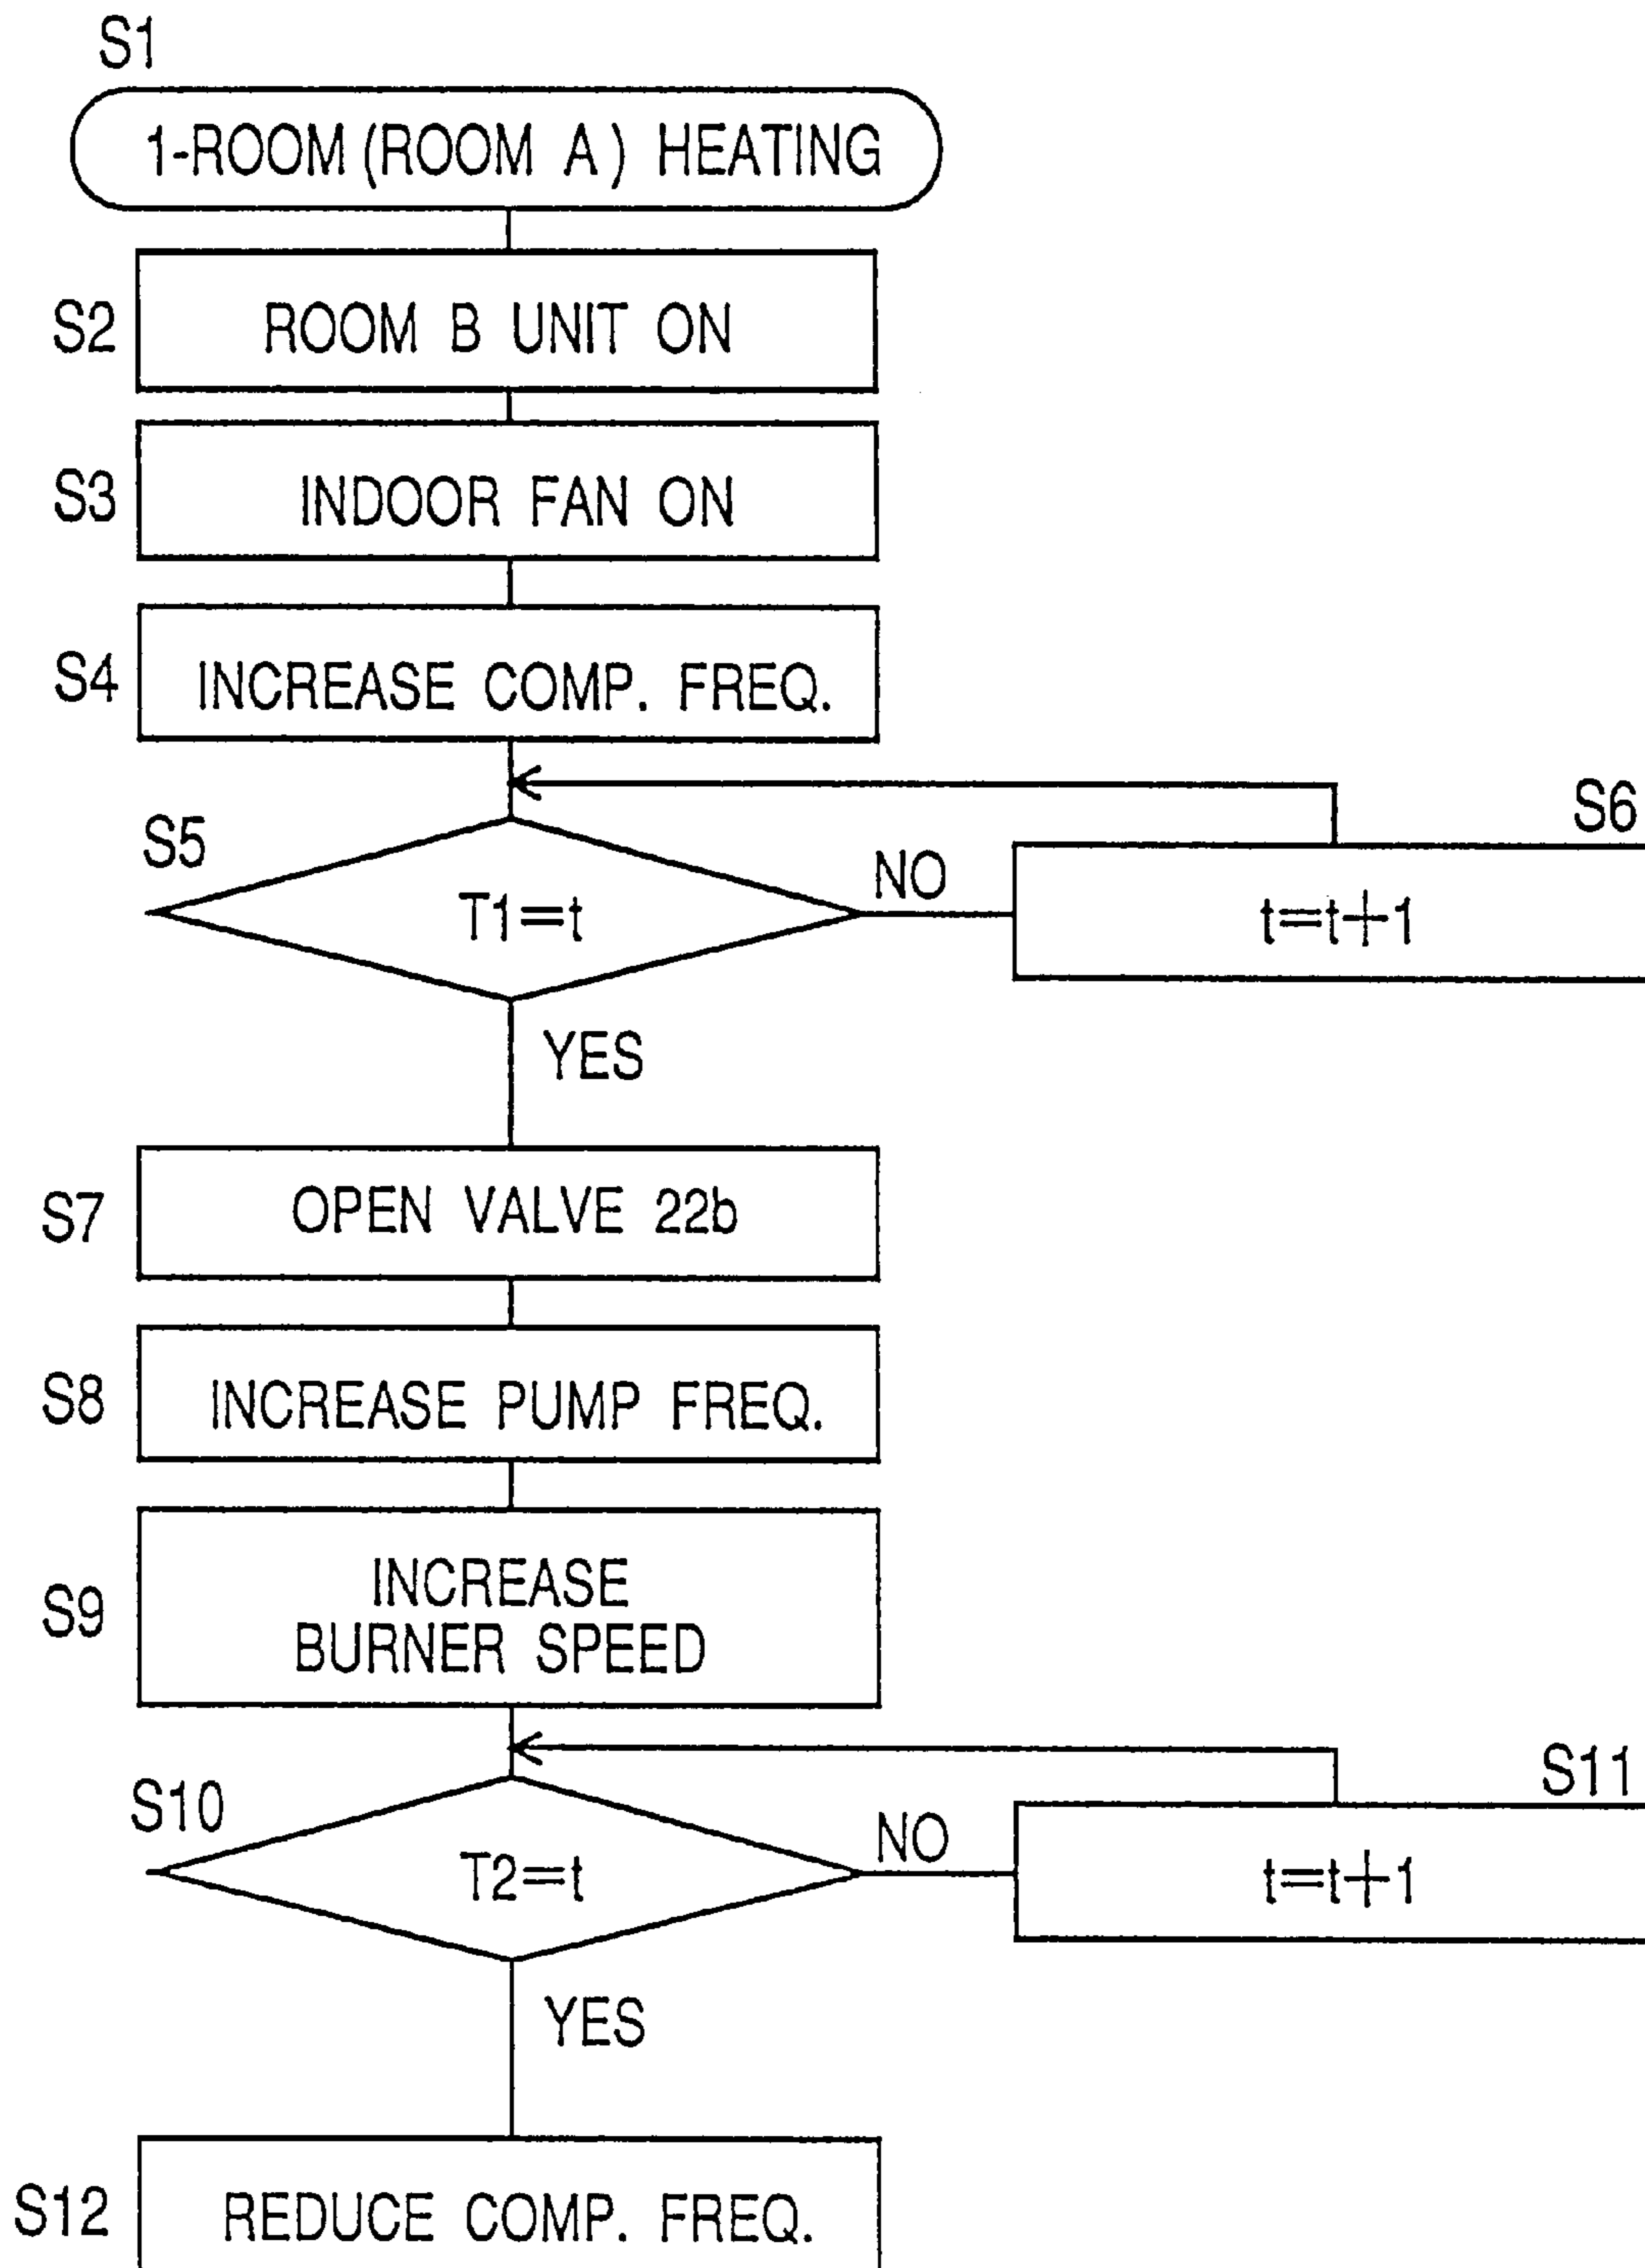 S1
1-ROOM (ROOM A) HEATING
S2
ROOM B UNIT ON
S3
INDOOR FAN ON
S4
INCREASE COMP. FREQ.
S5
T1=t
NO
S6
t=t+1
YES
S7
OPEN VALVE 22b
S8
INCREASE PUMP FREQ.
S9
INCREASE
BURNER SPEED
S10
T2=t
NO
S11
t=t+1
YES
S12
REDUCE COMP. FREQ.